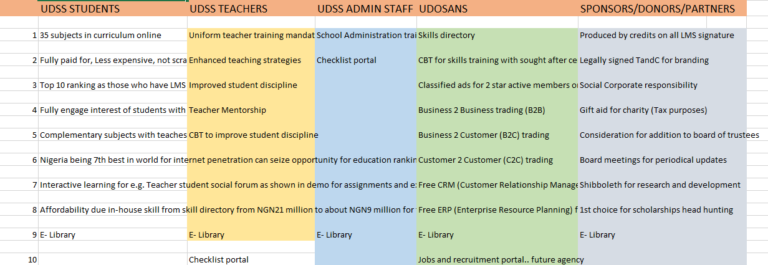 UDSS STUDENTS UDSS TEACHERS UDSS ADMIN STAFF UDOSANS SPONSORS/DONORS/PARTNERS
1 35 subjects in curriculum online Uniform teacher training mandat School Administration trai Skills directory Produced by credits on all LMS signature
2 Fully paid for, Less expensive, not scra Enhanced teaching strategies Checklist portal CBT for skills training with sought after ce Legally signed TandC for branding
3 Top 10 ranking as those who have LMS Improved student discipline Classified ads for 2 star active members o Social Corporate responsibility
4 Fully engage interest of students with Teacher Mentorship Business 2 Business trading (B2B) Gift aid for charity (Tax purposes)
5 Complementary subjects with teaches CBT to improve student discipline Business 2 Customer (B2C) trading Consideration for addition to board of trustees
6 Nigeria being 7th best in world for internet penetration can seize opportunity for education rankin Customer 2 Customer (C2C) trading Board meetings for periodical updates
7 Interactive learning for e.g. Teacher student social forum as shown in demo for assignments and e Free CRM (Customer Relationship Manage Shibboleth for research and development
8 Affordability due in-house skill from skill directory from NGN21 million to about NGN9 million for Free ERP (Enterprise Resource Planning) f 1st choice for scholarships head hunting
9 E- Library E- Library E- Library E- Library E- Library
10 Checklist portal Jobs and recruitment portal.. future agency